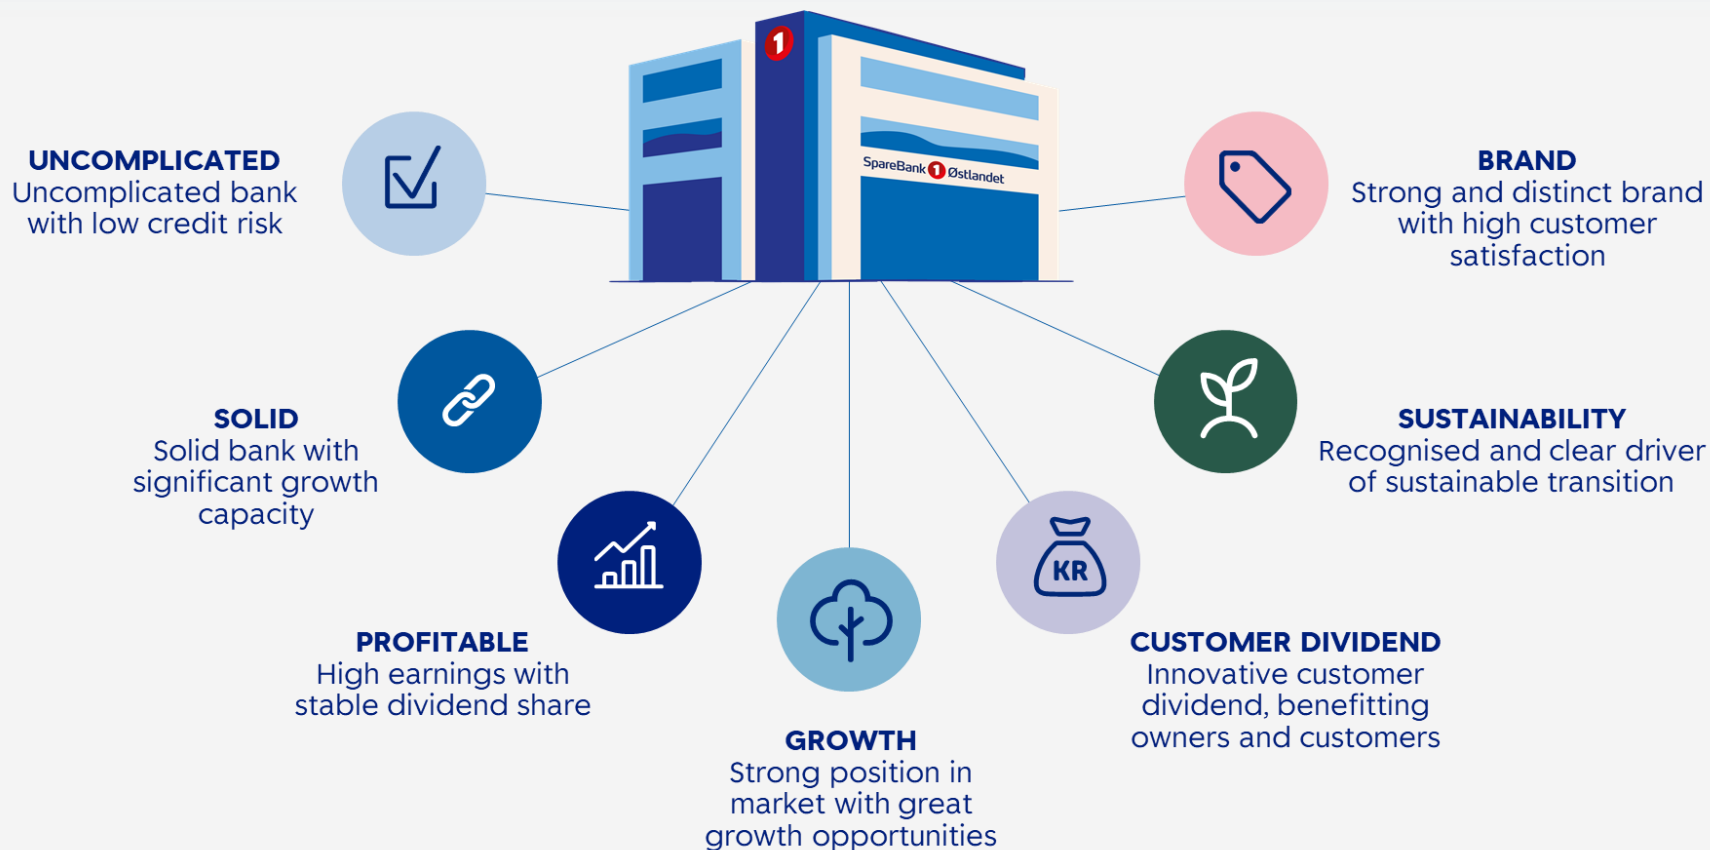 1
SpareBank 1 Østlandet
UNCOMPLICATED
Uncomplicated bank
with low credit risk
BRAND
Strong and distinct brand
with high customer
satisfaction
SOLID
Solid bank with
significant growth
capacity
SUSTAINABILITY
Recognised and clear driver
of sustainable transition
PROFITABLE
High earnings with
stable dividend share
KR
CUSTOMER DIVIDEND
Innovative customer
dividend, benefitting
owners and customers
GROWTH
Strong position in
market with great
growth opportunities